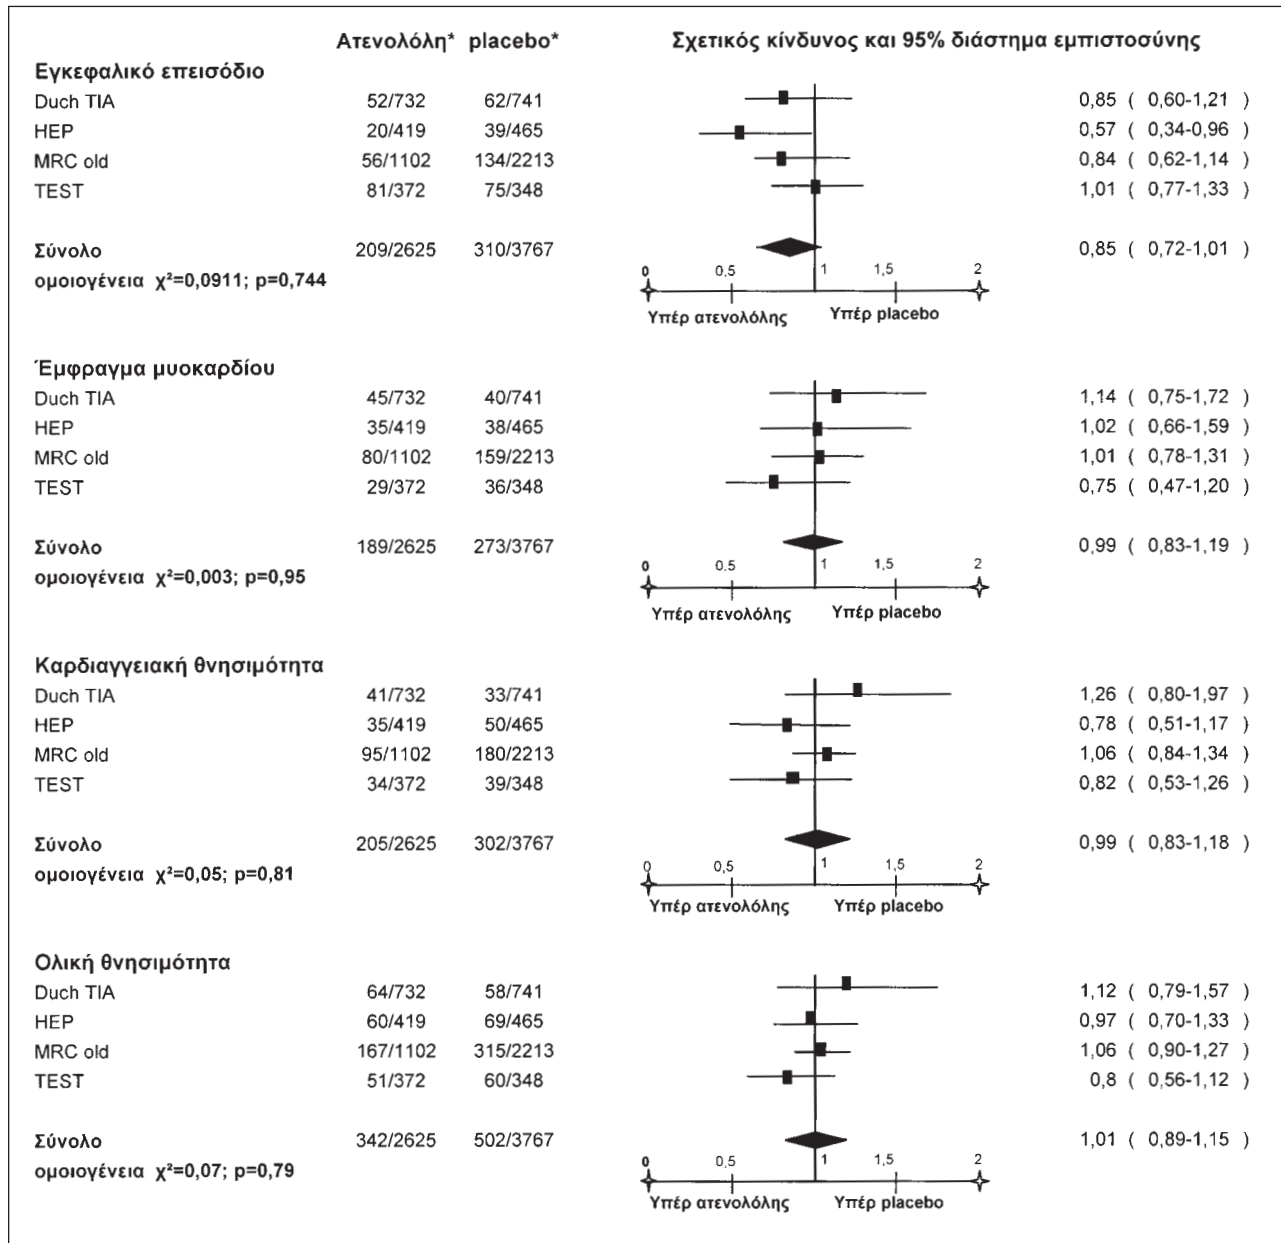 Ατενολόλη* placebo* Σχετικός κίνδυνος και 95% διάστημα εμπιστοσύνης
Εγκεφαλικό επεισόδιο
Duch TIA 52/732 62/741 0,85 ( 0,60-1,21 )
HEP 20/419 39/465 0,57 ( 0,34-0,96 )
MRC old 56/1102 134/2213 0,84 ( 0,62-1,14 )
TEST 81/372 75/348 1,01 ( 0,77-1,33 )
Σύνολο 209/2625 310/3767 0,85 ( 0,72-1,01 )
ομοιογένεια χ²=0,0911; p=0,744
0 0,5 1 1,5 2
Υπέρ ατενολόλης Υπέρ placebo
Έμφραγμα μυοκαρδίου
Duch TIA 45/732 40/741 1,14 ( 0,75-1,72 )
HEP 35/419 38/465 1,02 ( 0,66-1,59 )
MRC old 80/1102 159/2213 1,01 ( 0,78-1,31 )
TEST 29/372 36/348 0,75 ( 0,47-1,20 )
Σύνολο 189/2625 273/3767 0,99 ( 0,83-1,19 )
ομοιογένεια χ²=0,003; p=0,95
0 0,5 1 1,5 2
Υπέρ ατενολόλης Υπέρ placebo
Καρδιαγγειακή θνησιμότητα
Duch TIA 41/732 33/741 1,26 ( 0,80-1,97 )
HEP 35/419 50/465 0,78 ( 0,51-1,17 )
MRC old 95/1102 180/2213 1,06 ( 0,84-1,34 )
TEST 34/372 39/348 0,82 ( 0,53-1,26 )
Σύνολο 205/2625 302/3767 0,99 ( 0,83-1,18 )
ομοιογένεια χ²=0,05; p=0,81
0 0,5 1 1,5 2
Υπέρ ατενολόλης Υπέρ placebo
Ολική θνησιμότητα
Duch TIA 64/732 58/741 1,12 ( 0,79-1,57 )
HEP 60/419 69/465 0,97 ( 0,70-1,33 )
MRC old 167/1102 315/2213 1,06 ( 0,90-1,27 )
TEST 51/372 60/348 0,8 ( 0,56-1,12 )
Σύνολο 342/2625 502/3767 1,01 ( 0,89-1,15 )
ομοιογένεια χ²=0,07; p=0,79
0 0,5 1 1,5 2
Υπέρ ατενολόλης Υπέρ placebo